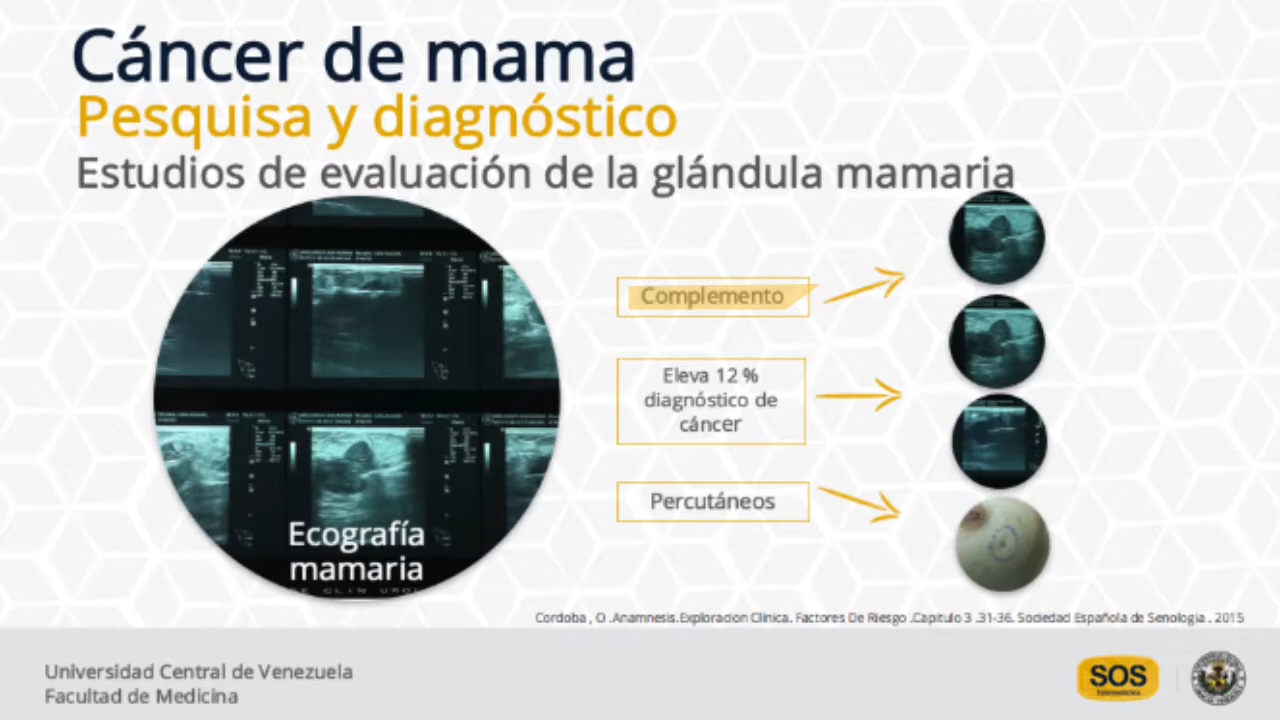 Cáncer de mama
Pesquisa y diagnóstico
Estudios de evaluación de la glándula mamaria
Complemento
Eleva 12 %
diagnóstico de
cáncer
Percutáneos
Ecografía
mamaria
Cordoba , O .Anamnesis.Exploracion Clinica. Factores De Riesgo .Capitulo 3 .31-36. Sociedad Española de Senologia . 2015
Universidad Central de Venezuela
Facultad de Medicina
SOS